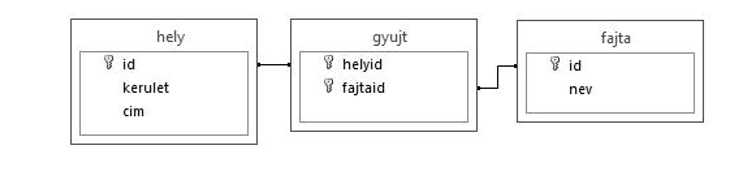 hely
id
kerulet
cim
gyujt
helyid
fajtaid
fajta
id
nev